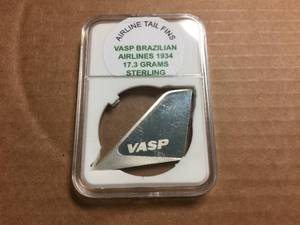 AIRLINE TAIL FINS
VASP BRAZILIAN
AIRLINES 1934
17.3 GRAMS
STERLING
VASP